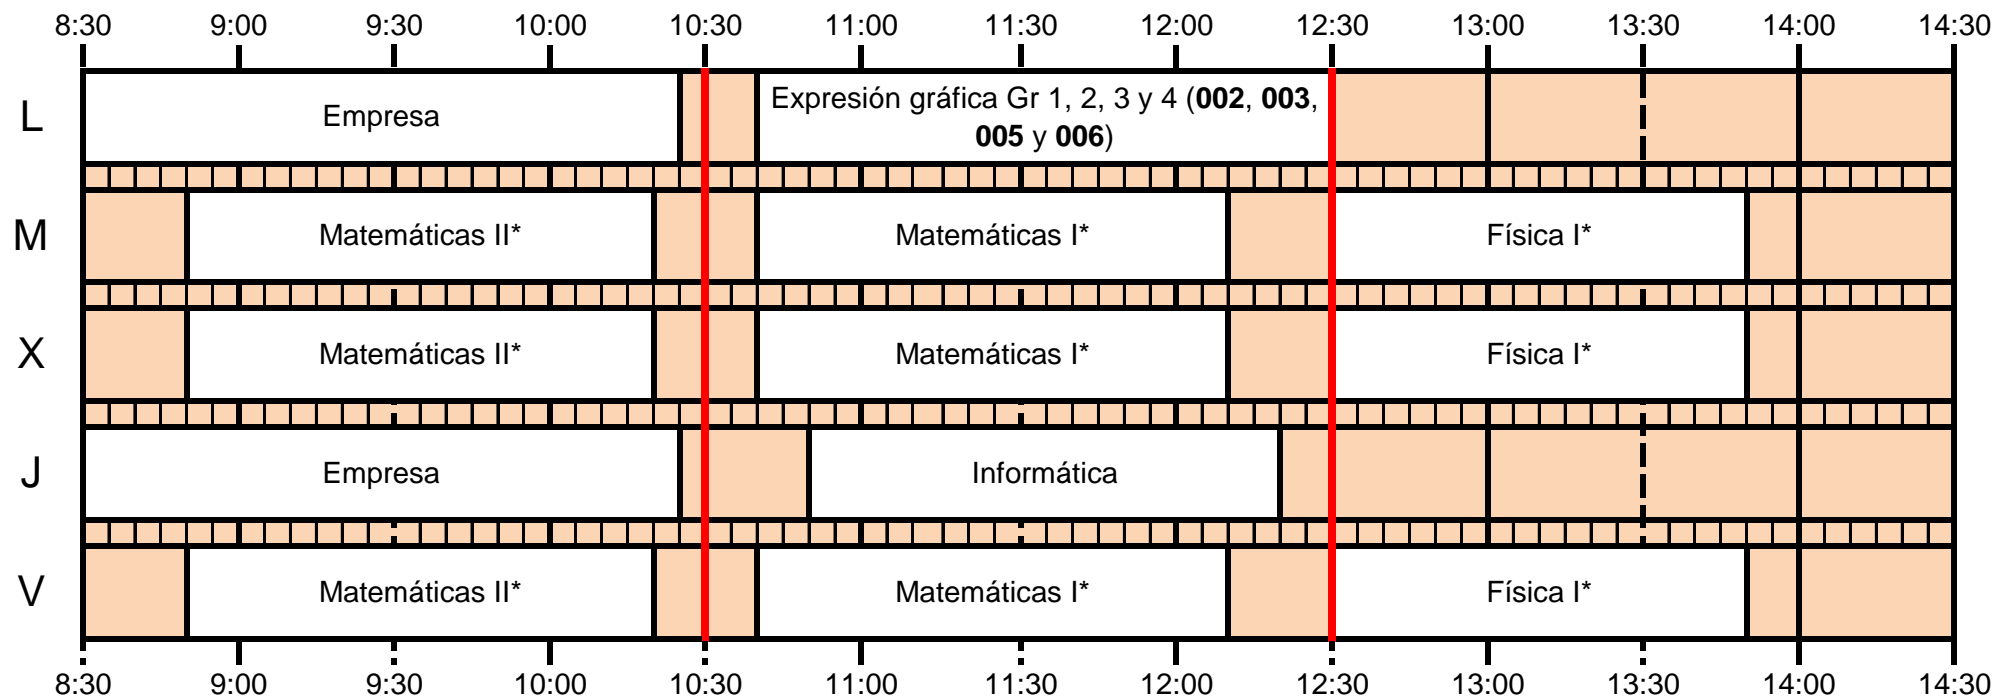 8:30 9:00 9:30 10:00 10:30 11:00 11:30 12:00 12:30 13:00 13:30 14:00 14:30
L Empresa Expresión gráfica Gr 1, 2, 3 y 4 (002, 003,
005 y 006)
M Matemáticas II* Matemáticas I* Física I*
X Matemáticas II* Matemáticas I* Física I*
J Empresa Informática
V Matemáticas II* Matemáticas I* Física I*
8:30 9:00 9:30 10:00 10:30 11:00 11:30 12:00 12:30 13:00 13:30 14:00 14:30